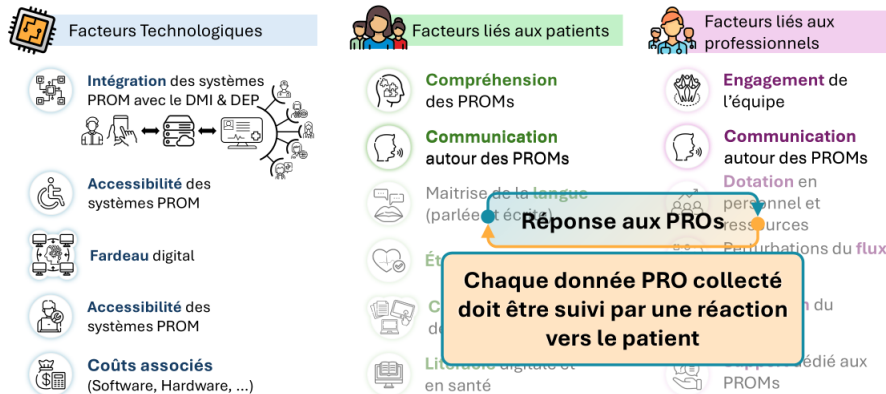 Facteurs Technologiques
Intégration des systèmes
PROM avec le DMI & DEP
Accessibilité des
systèmes PROM
Fardeau digital
Accessibilité des
systèmes PROM
Coûts associés
(Software, Hardware, ...)
Facteurs liés aux patients
Compréhension
des PROMs
Communication
autour des PROMs
Maitrise de la langue
(parlée et écrite)
Literacie digitale et
en santé
Facteurs liés aux
professionnels
Engagement de
l'équipe
Communication
autour des PROMs
Dotation en
personnel et
ressources
Perturbations du flux
du
Support dédié aux
PROMs
Réponse aux PROs
Chaque donnée PRO collecté
doit être suivi par une réaction
vers le patient